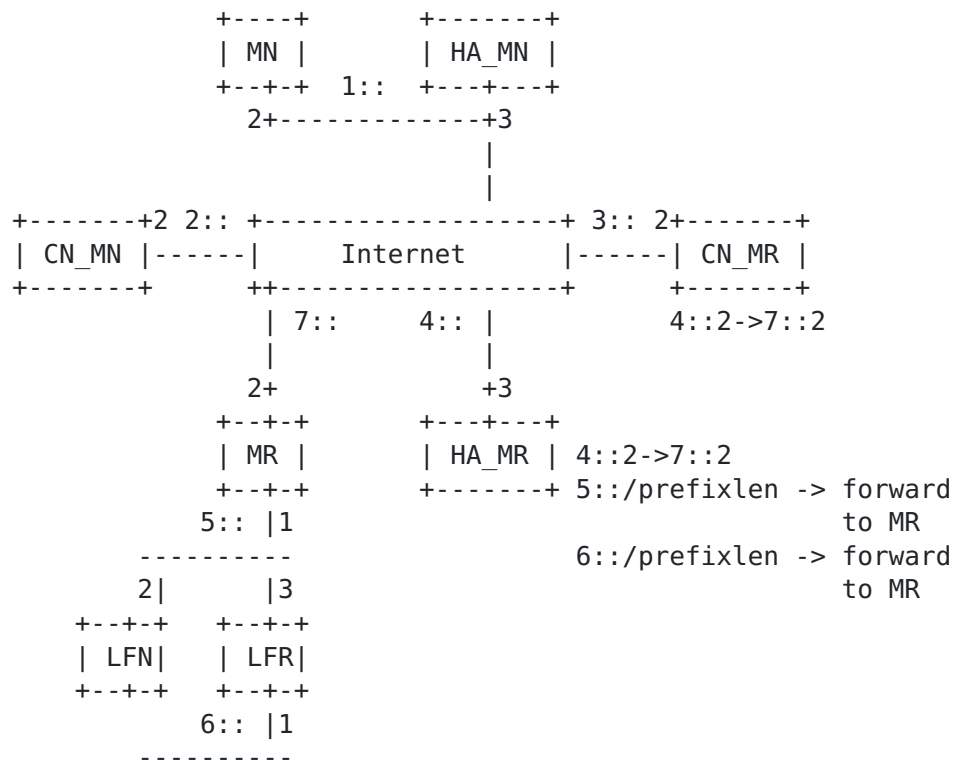 +----+       +-------+
             | MN |       | HA_MN |
             +--+-+  1::  +---+---+
               2+-------------+3
                              |
                              |
+-------+2 2:: +-------------------+ 3:: 2+-------+
| CN_MN |------|     Internet      |------| CN_MR |
+-------+      ++------------------+      +-------+
                | 7::     4:: |           4::2->7::2
                |             |
               2+             +3
             +--+-+       +---+---+
             | MR |       | HA_MR | 4::2->7::2
             +--+-+       +-------+ 5::/prefixlen -> forward
            5:: |1                                   to MR
        ----------                  6::/prefixlen -> forward
        2|      |3                                   to MR
    +--+-+   +--+-+
    | LFN|   | LFR|
    +--+-+   +--+-+
            6:: |1
        ----------